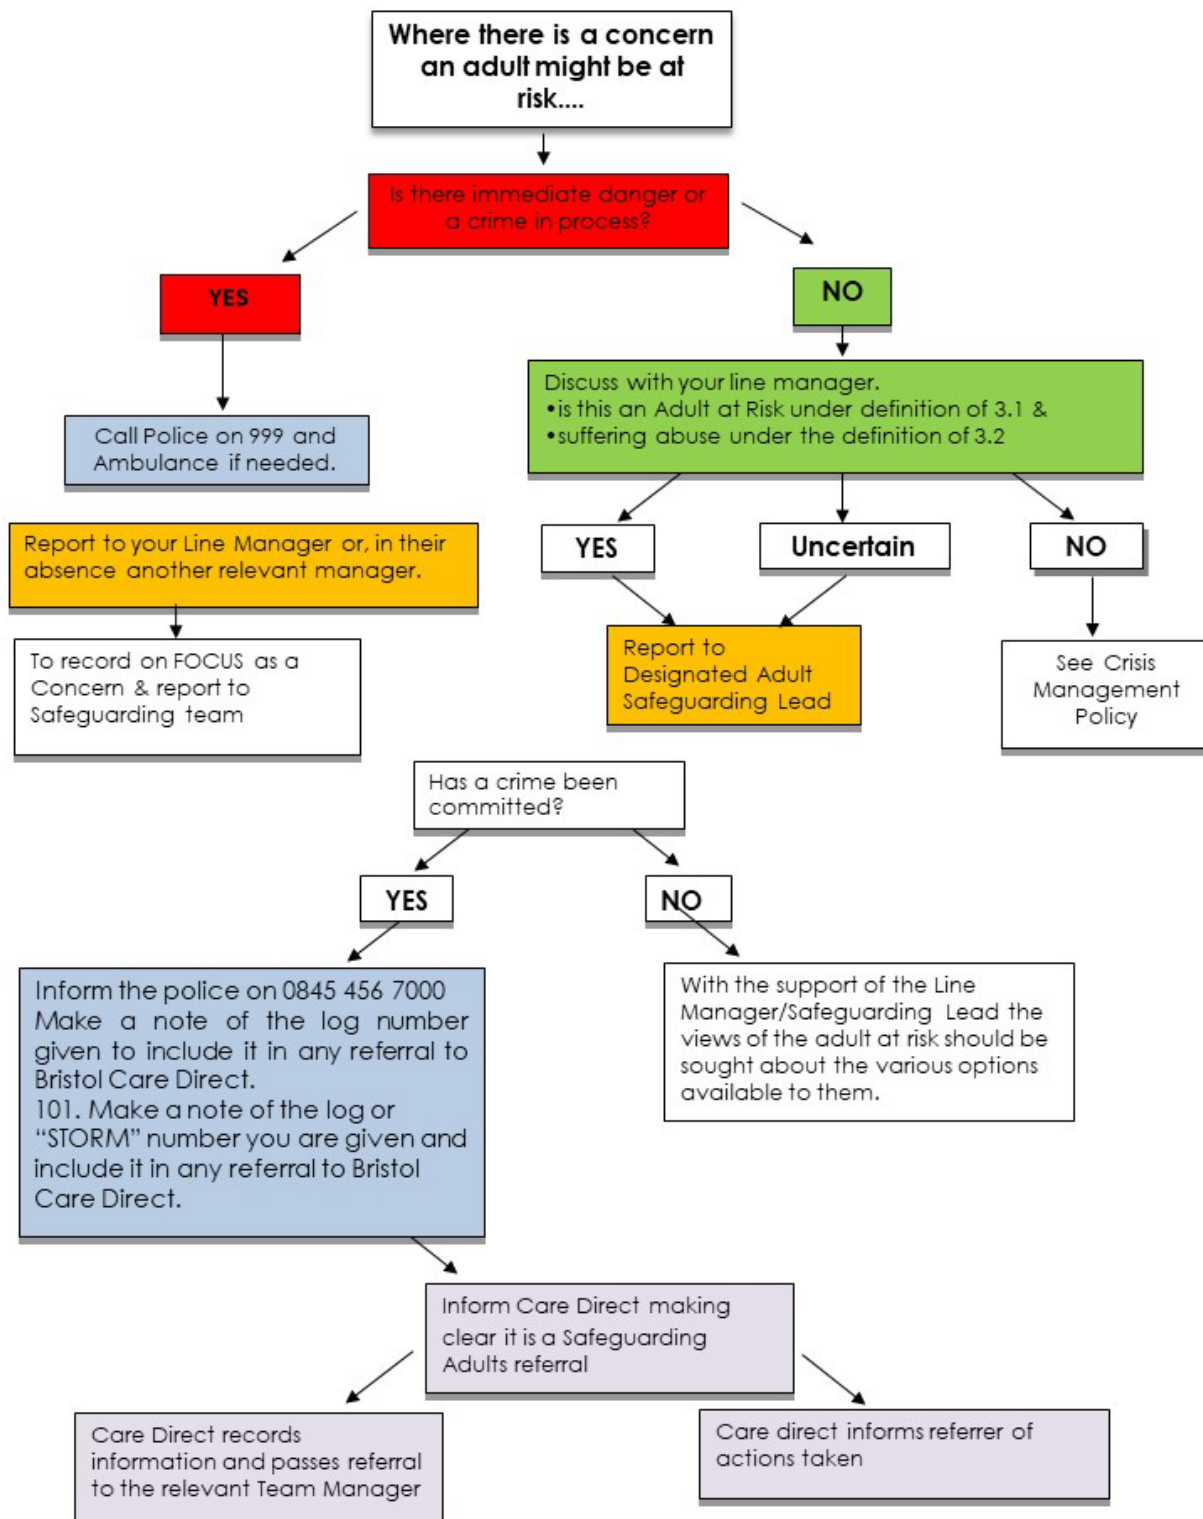 Where there is a concern
an adult might be at
risk....
Is there immediate danger or
a crime in process?
YES
NO
Call Police on 999 and
Ambulance if needed.
Discuss with your line manager.
•is this an Adult at Risk under definition of 3.1 &
•suffering abuse under the definition of 3.2
Report to your Line Manager or, in their
absence another relevant manager.
YES
Uncertain
NO
To record on FOCUS as a
Concern & report to
Safeguarding team
Report to
Designated Adult
Safeguarding Lead
See Crisis
Management
Policy
Has a crime been
committed?
YES
NO
Inform the police on 0845 456 7000
Make a note of the log number
given to include it in any referral to
Bristol Care Direct.
101. Make a note of the log or
“STORM” number you are given and
include it in any referral to Bristol
Care Direct.
With the support of the Line
Manager/Safeguarding Lead the
views of the adult at risk should be
sought about the various options
available to them.
Inform Care Direct making
clear it is a Safeguarding
Adults referral
Care Direct records
information and passes referral
to the relevant Team Manager
Care direct informs referrer of
actions taken